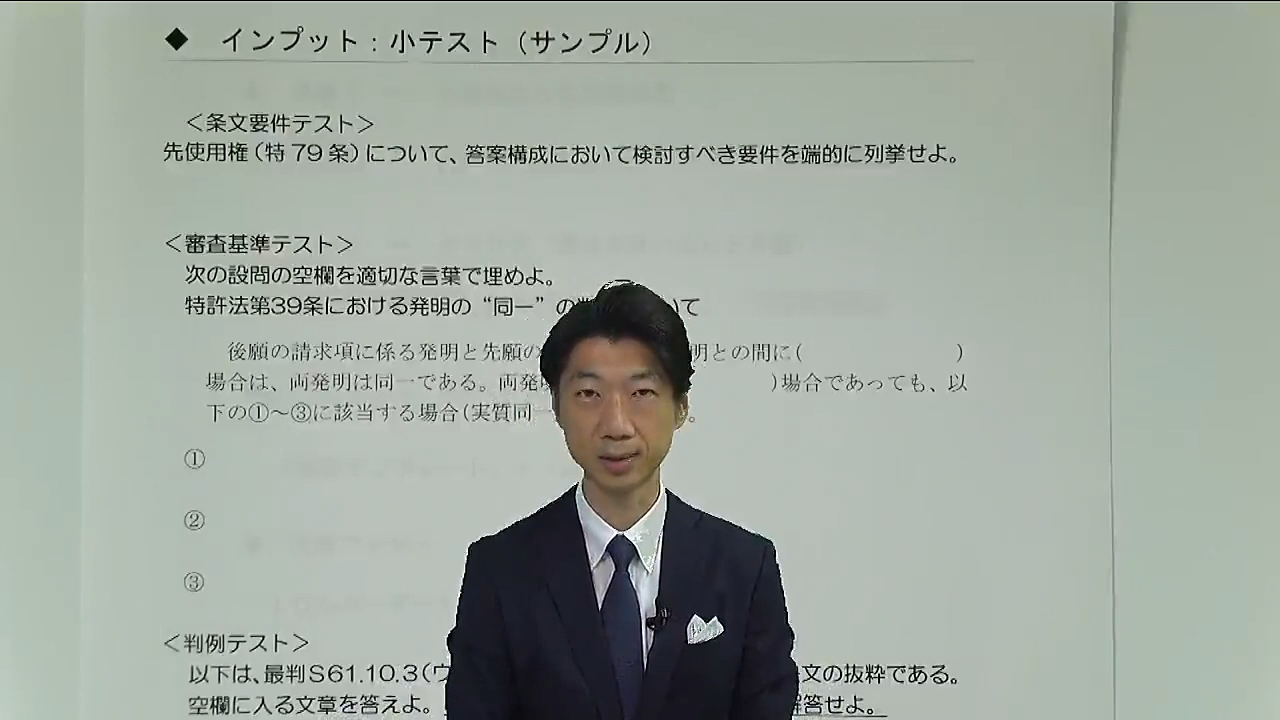 ◆ インプット：小テスト（サンプル）
＜条文要件テスト＞
先使用権（特79条）について、答案構成において検討すべき要件を端的に列挙せよ。
＜審査基準テスト＞
次の設問の空欄を適切な言葉で埋めよ。
特許法第39条における発明の“同一”の いて
後願の請求項に係る発明と先願の 明との間に( )
場合は、両発明は同一である。両発 )場合であっても、以
下の①～③に該当する場合(実質同一 。
①
②
③
＜判例テスト＞
以下は、最判S61.10.3(ウ 文の抜粋である。
空欄に入る文章を答えよ。 解答せよ。